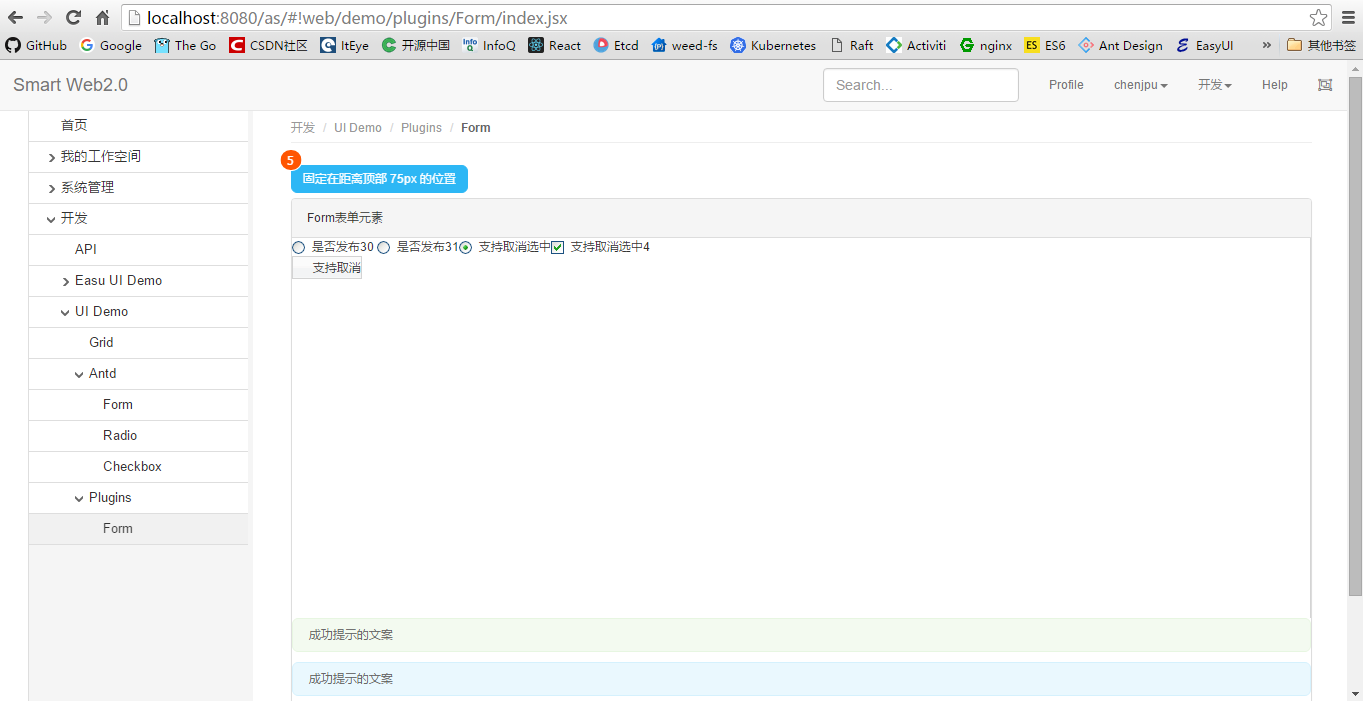 localhost:8080/as/#!web/demo/plugins/Form/index.jsx
GitHub Google The Go CSDN社区 ItEye 开源中国 InfoQ React Etcd weed-fs Kubernetes Raft Activiti nginx ES6 Ant Design EasyUI » 其他书签
Smart Web2.0 Search... Profile chenjpu 开发 Help
首页
我的工作空间
系统管理
开发
API
Easu UI Demo
UI Demo
Grid
Antd
Form
Radio
Checkbox
Plugins
Form
开发 / UI Demo / Plugins / Form
5
固定在距离顶部 75px 的位置
Form表单元素
是否发布30 是否发布31 支持取消选中 支持取消选中4
支持取消
成功提示的文案
成功提示的文案